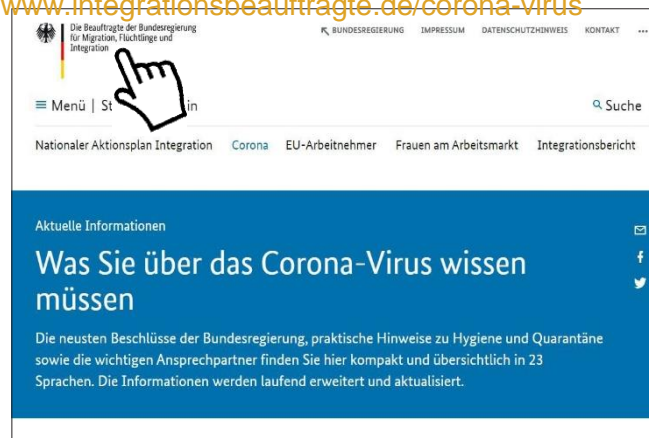 www.integrationsbeauftragte.de/corona-virus
Die Beauftragte der Bundesregierung
für Migration, Flüchtlinge und
Integration
BUNDESREGIERUNG IMPRESSUM DATENSCHUTZHINWEIS KONTAKT ...
≡ Menü | St in
Suche
Nationaler Aktionsplan Integration Corona EU-Arbeitnehmer Frauen am Arbeitsmarkt Integrationsbericht
Aktuelle Informationen
Was Sie über das Corona-Virus wissen
müssen
Die neusten Beschlüsse der Bundesregierung, praktische Hinweise zu Hygiene und Quarantäne
sowie die wichtigen Ansprechpartner finden Sie hier kompakt und übersichtlich in 23
Sprachen. Die Informationen werden laufend erweitert und aktualisiert.